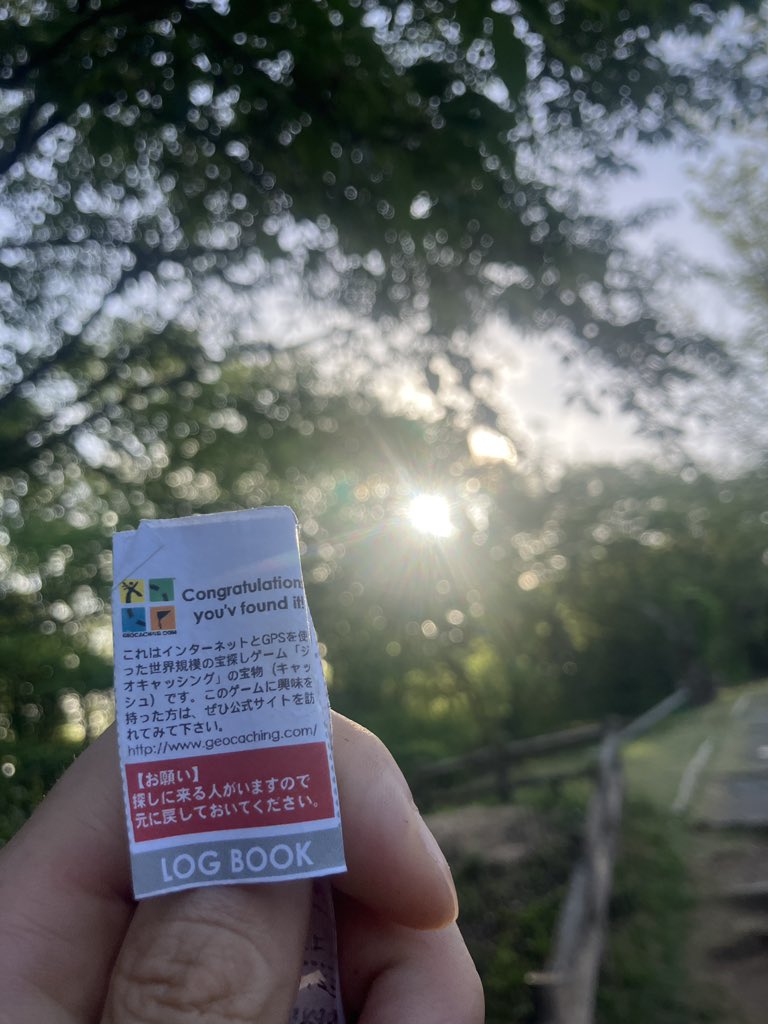 GEOCACHING.COM
Congratulation
you'v found it!
これはインターネットとGPSを使
った世界規模の宝探しゲーム「ジ
オキャッシング」の宝物（キャッ
シュ）です。このゲームに興味を
持った方は、ぜひ公式サイトを訪
れてみて下さい。
http://www.geocaching.com/
【お願い】
探しに来る人がいますので
元に戻しておいてください。
LOG BOOK